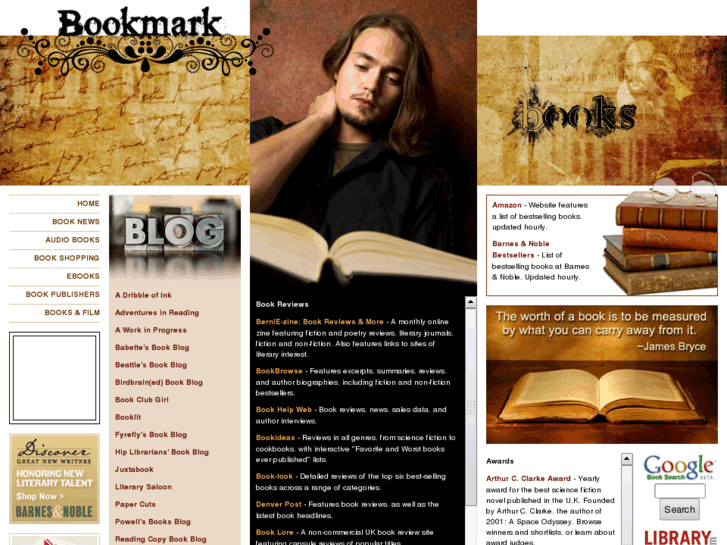 Bookmark
books
HOME
BOOK NEWS
AUDIO BOOKS
BOOK SHOPPING
EBOOKS
BOOK PUBLISHERS
BOOKS & FILM
Discover
GREAT NEW WRITERS
HONORING NEW
LITERARY TALENT
Shop Now >
BARNES&NOBLE
BLOG
A Dribble of Ink
Adventures in Reading
A Work in Progress
Babette's Book Blog
Beattie's Book Blog
Birdbrain(ed) Book Blog
Book Club Girl
Booklit
Fyrefly's Book Blog
Hip Librarians' Book Blog
Juxtabook
Literary Saloon
Paper Cuts
Powell's Books Blog
Reading Copy Book Blog
Book Reviews
BernIE-zine: Book Reviews & More - A monthly online
zine featuring fiction and poetry reviews, literary journals,
fiction and non-fiction. Also features links to sites of
literary interest.
BookBrowse - Features excerpts, summaries, reviews,
and author biographies, including fiction and non-fiction
bestsellers.
Book Help Web - Book reviews, news, sales data, and
author interviews.
Bookideas - Reviews in all genres, from science fiction to
cookbooks, with interactive "Favorite and Worst books
ever published" lists.
Book-look - Detailed reviews of the top six best-selling
books across a range of categories.
Denver Post - Features book reviews, as well as the
latest book headlines.
Book Lore - A non-commercial UK book review site
featuring capsule reviews of popular titles.
Amazon - Website features
a list of bestselling books,
updated hourly.
Barnes & Noble
Bestsellers - List of
bestselling books at Barnes
& Noble. Updated hourly.
"The worth of a book is to be measured
by what you can carry away from it."
~James Bryce
Awards
Arthur C. Clarke Award - Yearly
award for the best science fiction
novel published in the U.K. Founded
by Arthur C. Clarke, the author of
2001: A Space Odyssey. Browse
winners and shortlists, or learn about
award judges.
Google
Book Search BETA
Search
LIBRARY